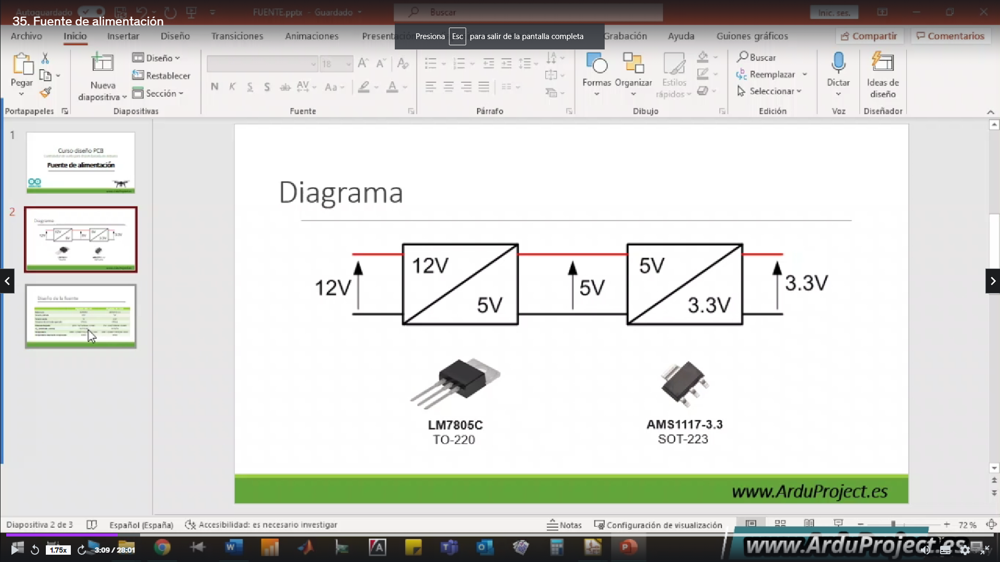 Autoguardado
FUENTE.pptx - Guardado
Buscar
Inic. ses.
35. Fuente de alimentación
Archivo Inicio Insertar Diseño Transiciones Animaciones Grabación Ayuda Guiones gráficos Compartir Comentarios
Presiona Esc para salir de la pantalla completa
Pegar
Nueva diapositiva
Diseño
Restablecer
Sección
18
N K S S ab AV Aa A
Formas Organizar Estilos rápidos
Buscar
Reemplazar
Seleccionar
Dictar
Ideas de diseño
Portapapeles Diapositivas Fuente Párrafo Dibujo Edición Voz Diseñador
1
Curso diseño PCB
Fuente de alimentación
2
Diagrama
Diseño de la fuente
Diagrama
12V
12V
5V
5V
5V
3.3V
3.3V
LM7805C
TO-220
AMS1117-3.3
SOT-223
www.ArduProject.es
Diapositiva 2 de 3 Español (España) Accesibilidad: es necesario investigar Notas Configuración de visualización 72 %
1.75x 3:09 / 28:01
www.ArduProject.es